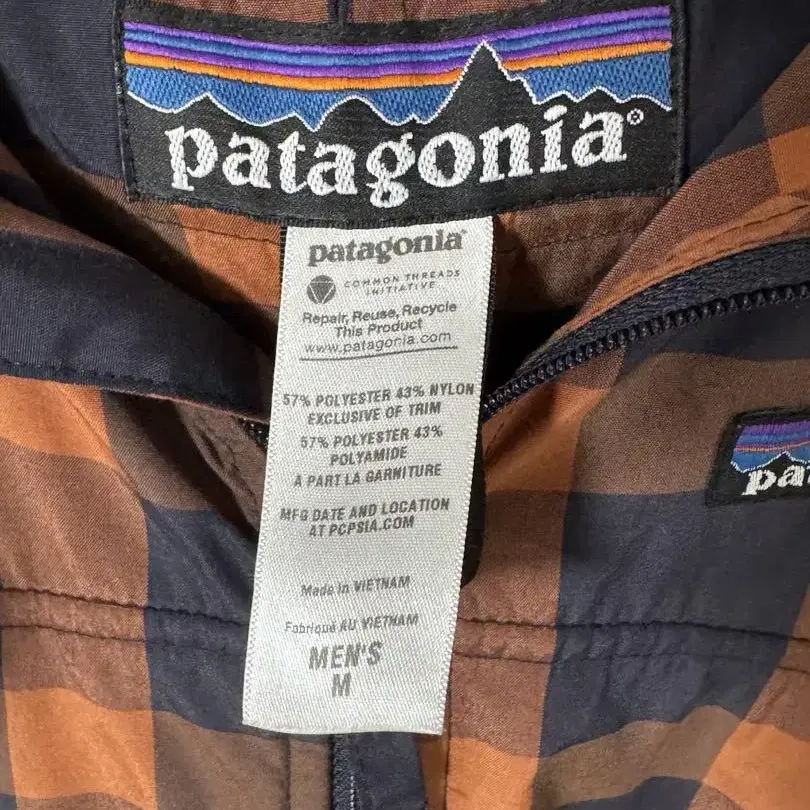 patagonia®
patagonia®
COMMON THREADS
INITIATIVE
Repair, Reuse, Recycle
This Product
www.patagonia.com
57% POLYESTER 43% NYLON
EXCLUSIVE OF TRIM
57% POLYESTER 43%
POLYAMIDE
A PART LA GARNITURE
MFG DATE AND LOCATION
AT PCPSIA.COM
Made in VIETNAM
Fabriqué AU VIETNAM
MEN'S
M
pa